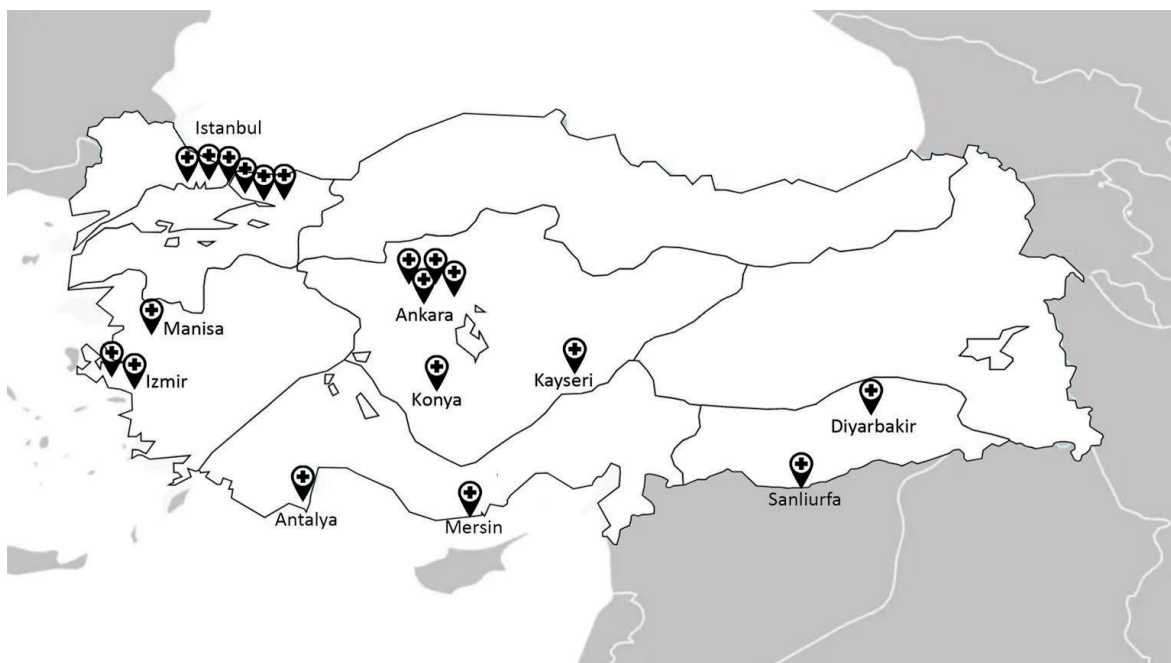 Istanbul
Ankara
Manisa
Izmir
Kayseri
Konya
Diyarbakir
Sanliurfa
Antalya
Mersin